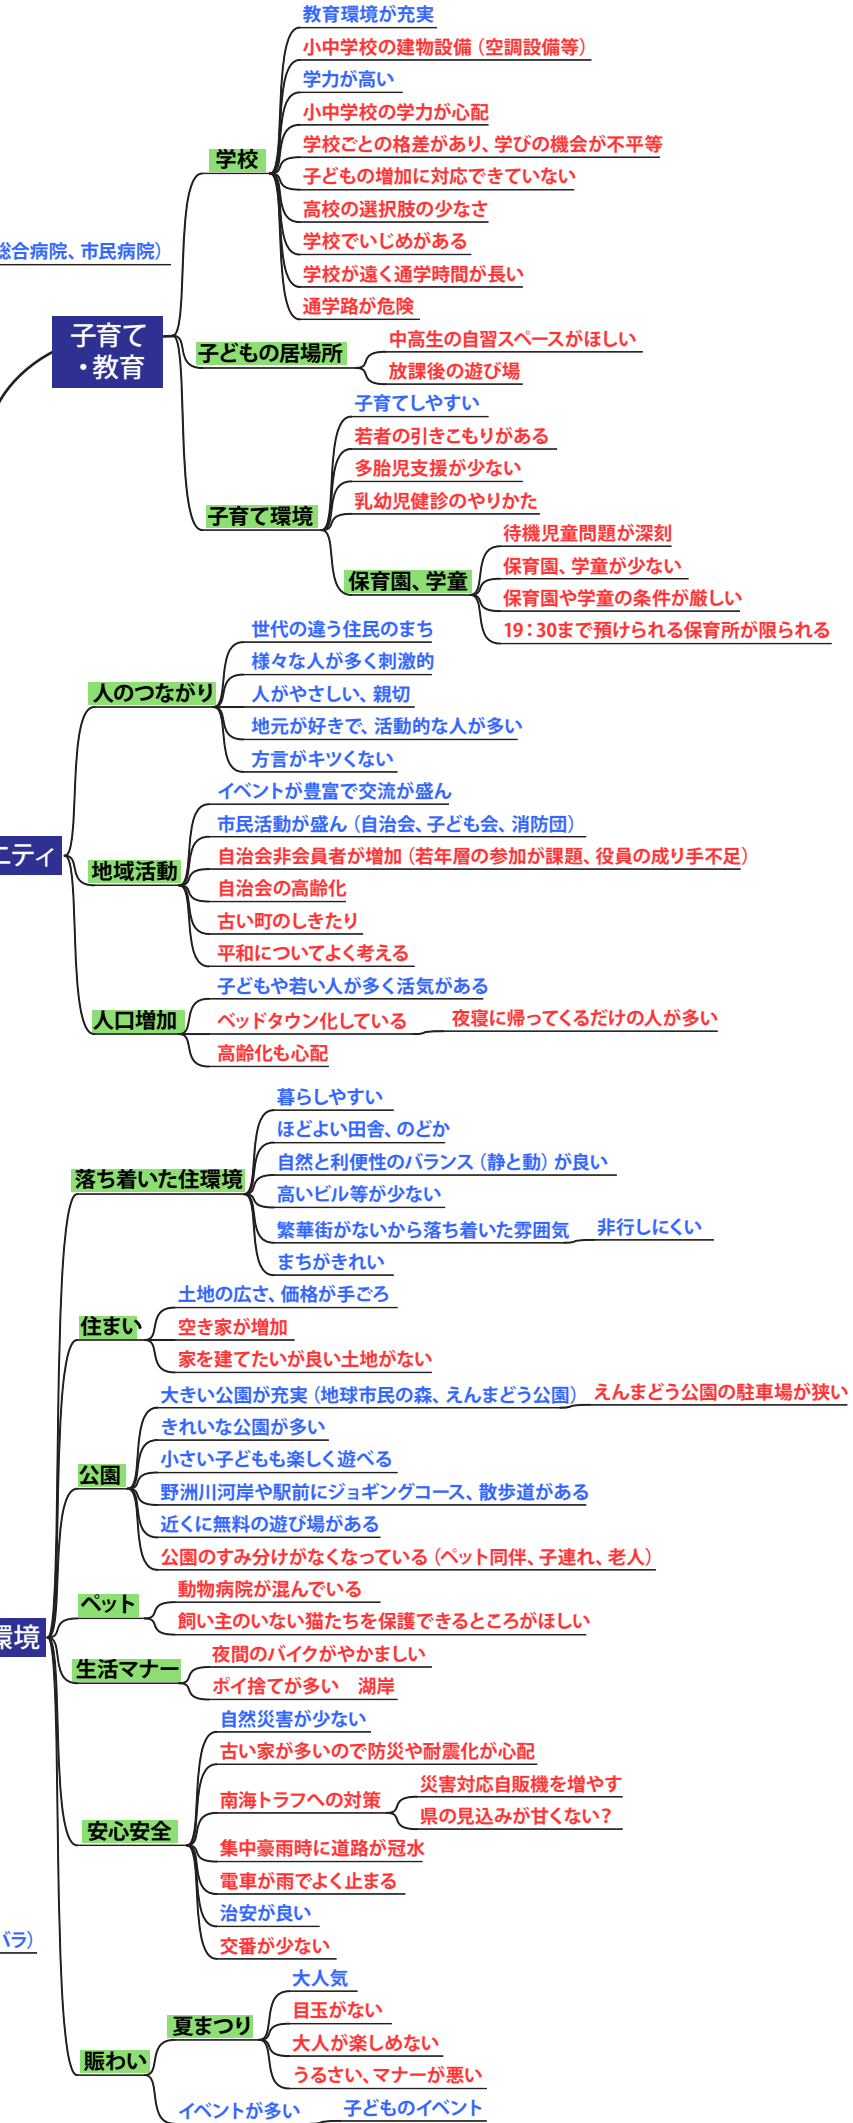 教育環境が充実
小中学校の建物設備（空調設備等）
学力が高い
小中学校の学力が心配
学校ごとの格差があり、学びの機会が不平等
学校
子どもの増加に対応できていない
高校の選択肢の少なさ
学校でいじめがある
総合病院、市民病院）
学校が遠く通学時間が長い
通学路が危険
子育て
・教育
子どもの居場所
中高生の自習スペースがほしい
放課後の遊び場
子育てしやすい
若者の引きこもりがある
多胎児支援が少ない
乳幼児健診のやりかた
子育て環境
保育園、学童
待機児童問題が深刻
保育園、学童が少ない
保育園や学童の条件が厳しい
19：30まで預けられる保育所が限られる
世代の違う住民のまち
様々な人が多く刺激的
人のつながり
人がやさしい、親切
地元が好きで、活動的な人が多い
方言がキツくない
イベントが豊富で交流が盛ん
市民活動が盛ん（自治会、子ども会、消防団）
ニティ
地域活動
自治会非会員者が増加（若年層の参加が課題、役員の成り手不足）
自治会の高齢化
古い町のしきたり
平和についてよく考える
子どもや若い人が多く活気がある
人口増加
ベッドタウン化している
夜寝に帰ってくるだけの人が多い
高齢化も心配
暮らしやすい
ほどよい田舎、のどか
自然と利便性のバランス（静と動）が良い
落ち着いた住環境
高いビル等が少ない
繁華街がないから落ち着いた雰囲気
非行しにくい
まちがきれい
土地の広さ、価格が手ごろ
住まい
空き家が増加
家を建てたいが良い土地がない
大きい公園が充実（地球市民の森、えんまどう公園）
えんまどう公園の駐車場が狭い
きれいな公園が多い
小さい子どもも楽しく遊べる
公園
野洲川河岸や駅前にジョギングコース、散歩道がある
近くに無料の遊び場がある
公園のすみ分けがなくなっている（ペット同伴、子連れ、老人）
ペット
動物病院が混んでいる
飼い主のいない猫たちを保護できるところがほしい
環境
生活マナー
夜間のバイクがやかましい
ポイ捨てが多い　湖岸
自然災害が少ない
古い家が多いので防災や耐震化が心配
南海トラフへの対策
災害対応自販機を増やす
県の見込みが甘くない？
安心安全
集中豪雨時に道路が冠水
電車が雨でよく止まる
治安が良い
交番が少ない
バラ）
大人気
夏まつり
目玉がない
大人が楽しめない
賑わい
うるさい、マナーが悪い
イベントが多い
子どものイベント